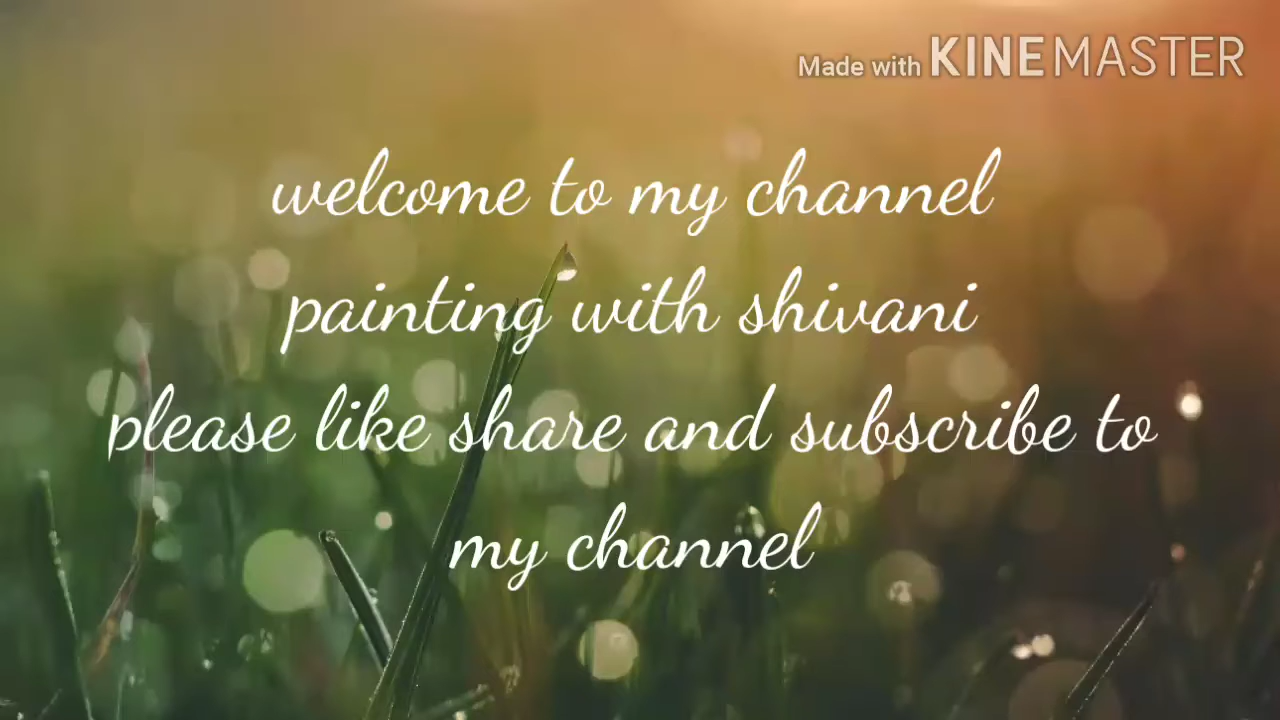 Made with KINEMASTER
welcome to my channel
painting with shivani
please like share and subscribe to
my channel